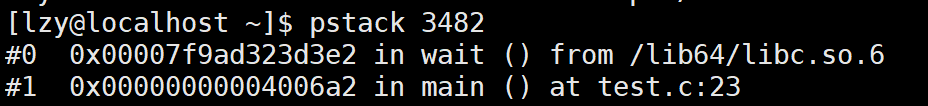 [lzy@localhost ~]$ pstack 3482
#0  0x00007f9ad323d3e2 in wait () from /lib64/libc.so.6
#1  0x00000000004006a2 in main () at test.c:23